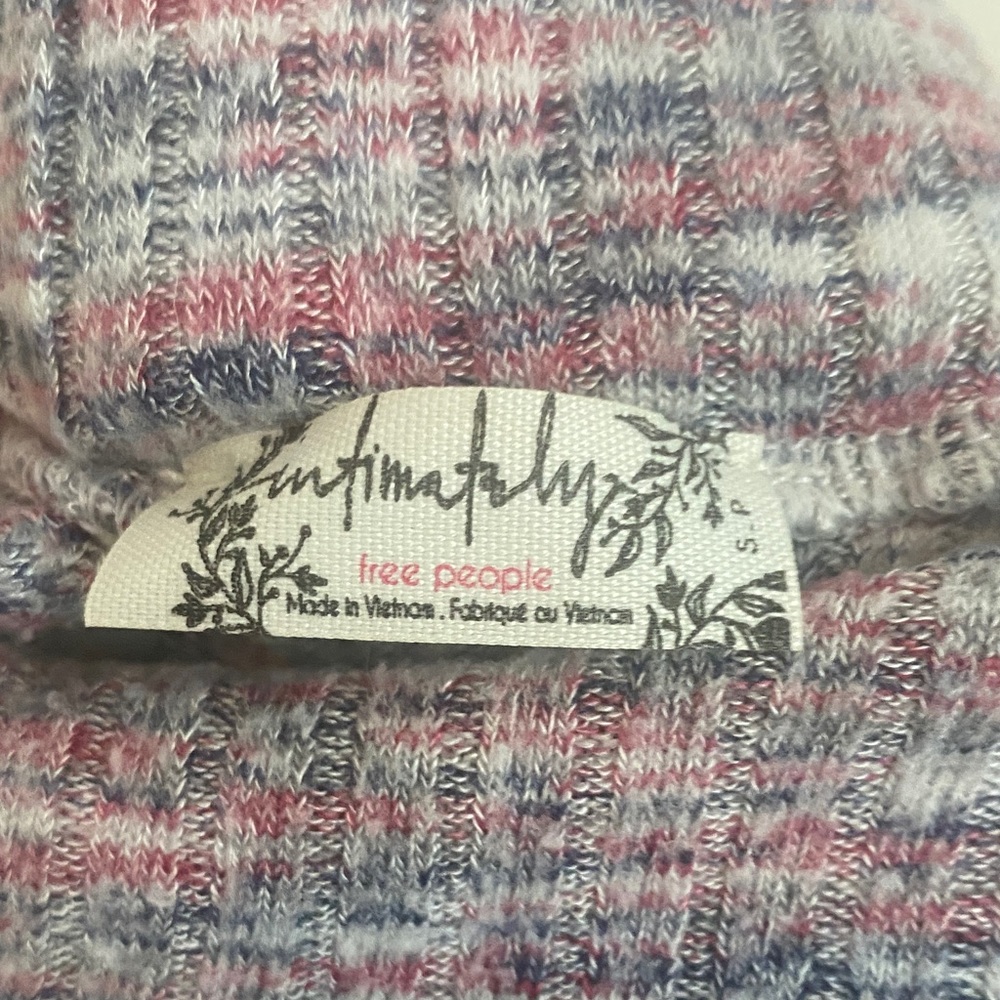 intimately
free people
Made in Vietnam . Fabriqué au Vietnam
S-P